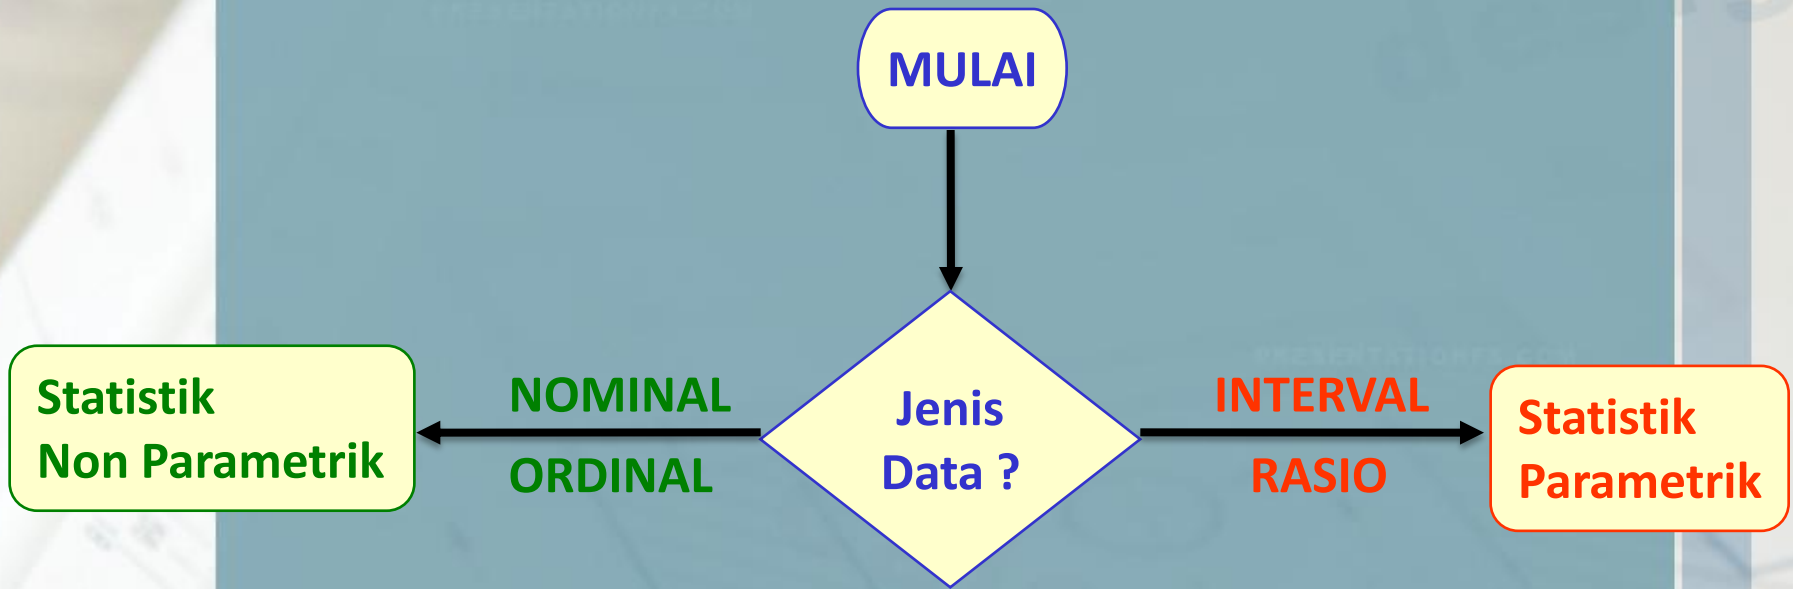 MULAI
Jenis
Data ?
NOMINAL
ORDINAL
Statistik
Non Parametrik
INTERVAL
RASIO
Statistik
Parametrik